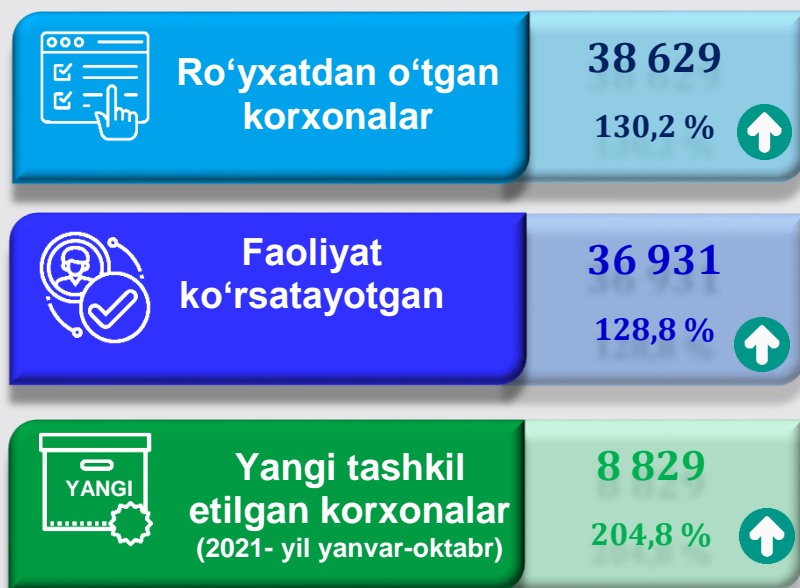 Ro‘yxatdan o‘tgan
korxonalar
38 629
130,2 %
Faoliyat
ko‘rsatayotgan
36 931
128,8 %
YANGI
Yangi tashkil
etilgan korxonalar
(2021- yil yanvar-oktabr)
8 829
204,8 %